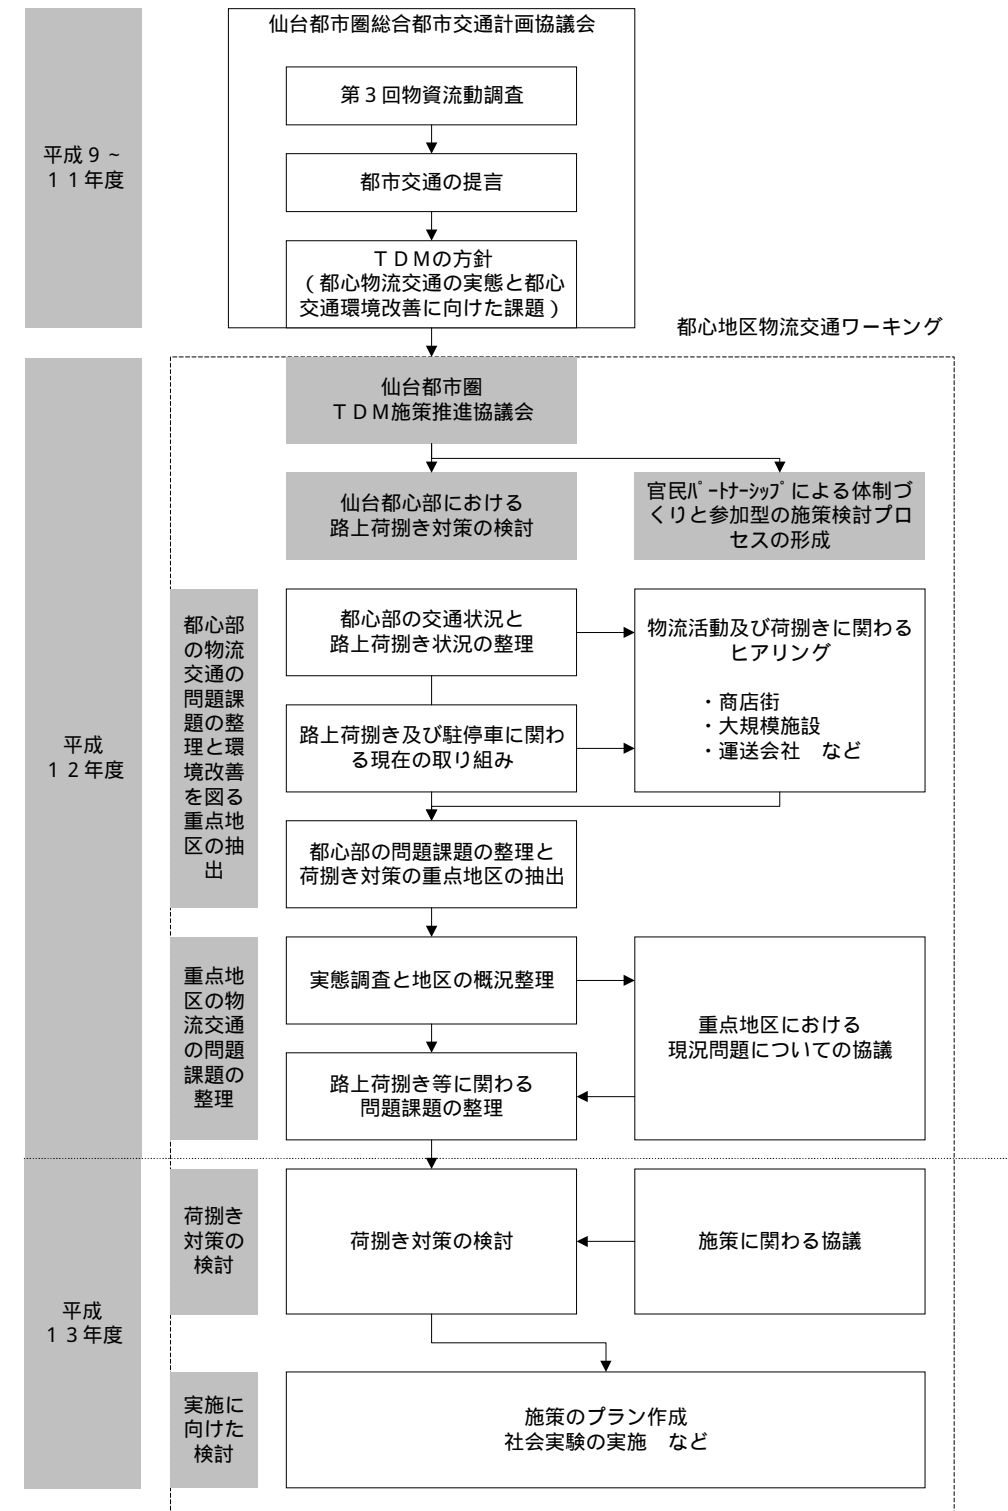 仙台都市圏総合都市交通計画協議会
第３回物資流動調査
平成９～
１１年度
都市交通の提言
ＴＤＭの方針
（都心物流交通の実態と都心
交通環境改善に向けた課題）
都心地区物流交通ワーキング
仙台都市圏
ＴＤＭ施策推進協議会
仙台都心部における
路上荷捌き対策の検討
官民ﾊﾟｰﾄﾅｰｼｯﾌﾟによる体制づ
くりと参加型の施策検討プロ
セスの形成
平成
１２年度
都心部
の物流
交通の
問題課
題の整
理と環
境改善
を図る
重点地
区の抽
出
都心部の交通状況と
路上荷捌き状況の整理
物流活動及び荷捌きに関わる
ヒアリング
・商店街
・大規模施設
・運送会社　など
路上荷捌き及び駐停車に関わ
る現在の取り組み
都心部の問題課題の整理と
荷捌き対策の重点地区の抽出
重点地
区の物
流交通
の問題
課題の
整理
実態調査と地区の概況整理
重点地区における
現況問題についての協議
路上荷捌き等に関わる
問題課題の整理
平成
１３年度
荷捌き
対策の
検討
荷捌き対策の検討
施策に関わる協議
実施に
向けた
検討
施策のプラン作成
社会実験の実施　など